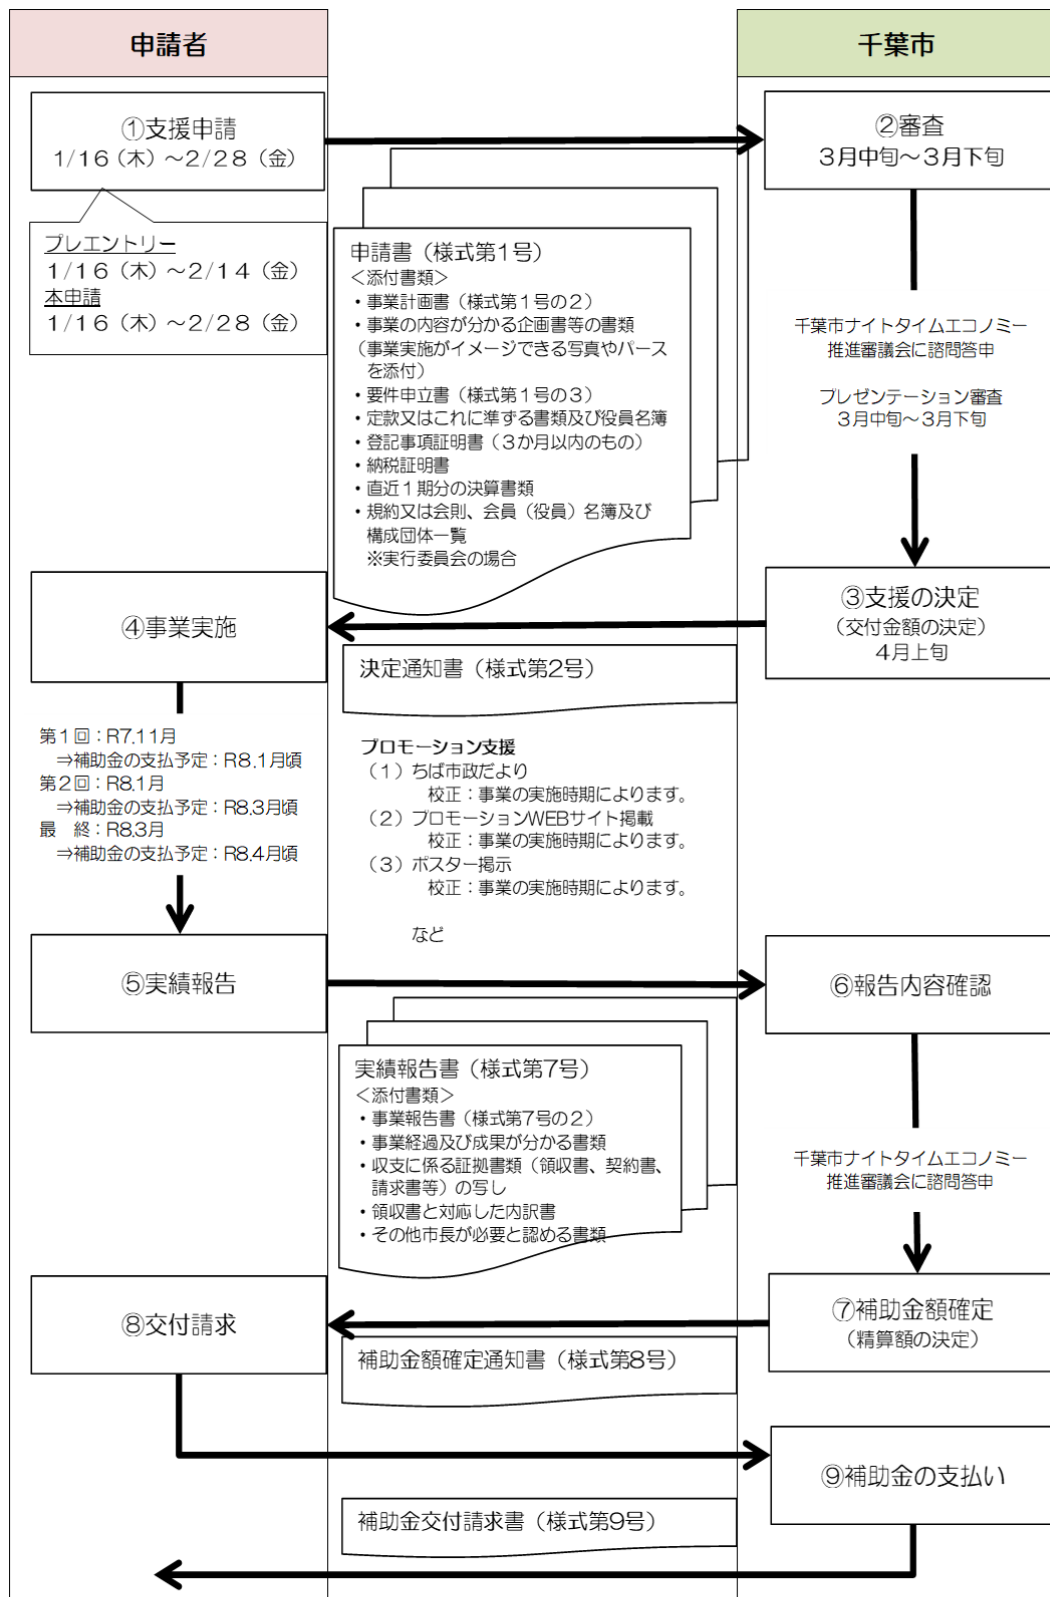 申請者
千葉市
①支援申請
1/16（木）～2/28（金）
②審査
3月中旬～3月下旬
プレエントリー
1/16（木）～2/14（金）
本申請
1/16（木）～2/28（金）
申請書（様式第1号）
＜添付書類＞
・事業計画書（様式第1号の2）
・事業の内容が分かる企画書等の書類
（事業実施がイメージできる写真やパース
を添付）
・要件申立書（様式第1号の3）
・定款又はこれに準ずる書類及び役員名簿
・登記事項証明書（3か月以内のもの）
・納税証明書
・直近1期分の決算書類
・規約又は会則、会員（役員）名簿及び
構成団体一覧
※実行委員会の場合
千葉市ナイトタイムエコノミー
推進審議会に諮問答申
プレゼンテーション審査
3月中旬～3月下旬
③支援の決定
（交付金額の決定）
4月上旬
④事業実施
決定通知書（様式第2号）
第1回：R7.11月
⇒補助金の支払予定：R8.1月頃
第2回：R8.1月
⇒補助金の支払予定：R8.3月頃
最　終：R8.3月
⇒補助金の支払予定：R8.4月頃
プロモーション支援
（1）ちば市政だより
校正：事業の実施時期によります。
（2）プロモーションWEBサイト掲載
校正：事業の実施時期によります。
（3）ポスター掲示
校正：事業の実施時期によります。
など
⑤実績報告
⑥報告内容確認
実績報告書（様式第7号）
＜添付書類＞
・事業報告書（様式第7号の2）
・事業経過及び成果が分かる書類
・収支に係る証拠書類（領収書、契約書、
請求書等）の写し
・領収書と対応した内訳書
・その他市長が必要と認める書類
千葉市ナイトタイムエコノミー
推進審議会に諮問答申
⑦補助金額確定
（精算額の決定）
⑧交付請求
補助金額確定通知書（様式第8号）
⑨補助金の支払い
補助金交付請求書（様式第9号）